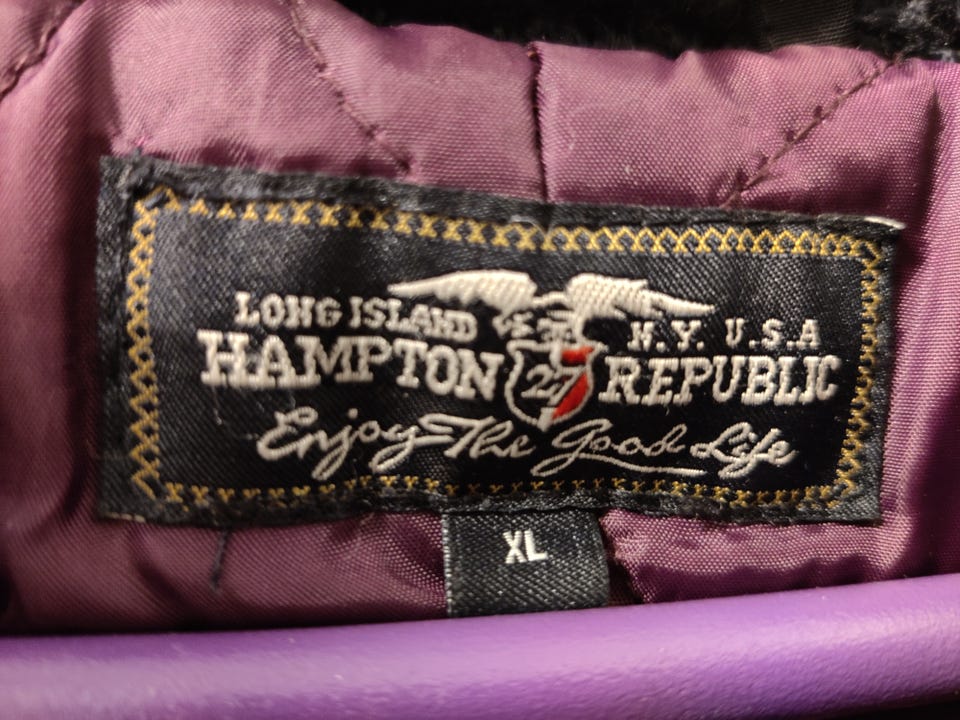 LONG ISLAND N.Y. U.S.A
HAMPTON 27 REPUBLIC
Enjoy The Good Life
XL